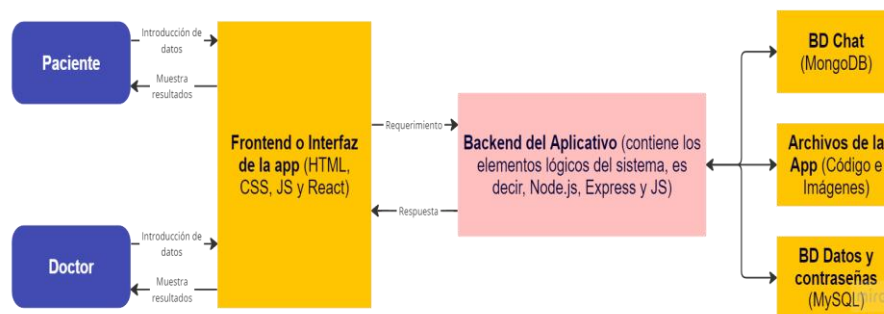 Paciente
Introducción de
datos
Muestra
resultados
Doctor
Introducción de
datos
Muestra
resultados
Frontend o Interfaz
de la app (HTML,
CSS, JS y React)
Requerimiento
Respuesta
Backend del Aplicativo (contiene los
elementos lógicos del sistema, es
decir, Node.js, Express y JS)
BD Chat
(MongoDB)
Archivos de la
App (Código e
Imágenes)
BD Datos y
contraseñas
(MySQL)
miro